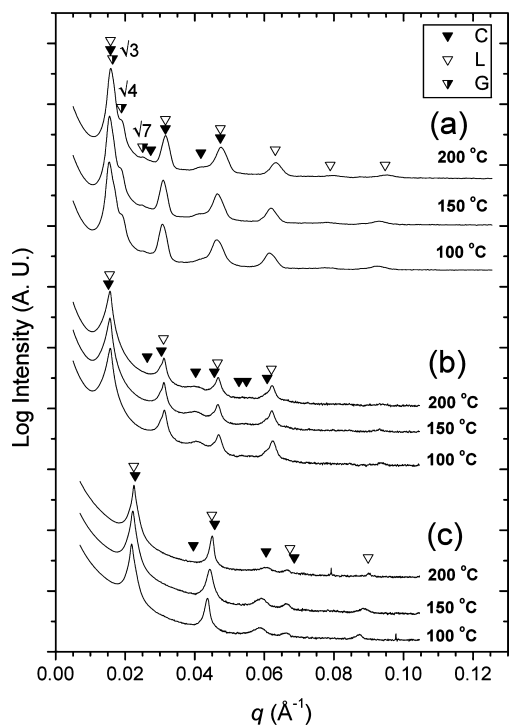 C
L
G
√3
√4
√7
(a)
200 °C
150 °C
100 °C
(b)
200 °C
150 °C
100 °C
(c)
200 °C
150 °C
100 °C
Log Intensity (A. U.)
0.00 0.02 0.04 0.06 0.08 0.10 0.12
q (Å⁻¹)